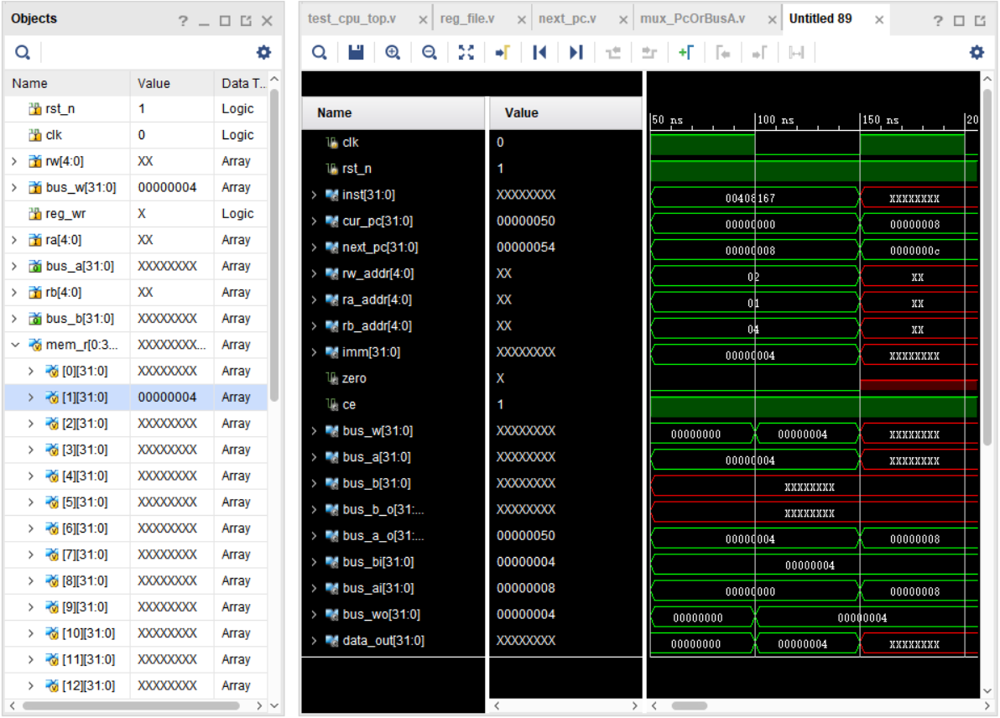 Objects
Name Value Data T...
rst_n 1 Logic
clk 0 Logic
rw[4:0] XX Array
bus_w[31:0] 00000004 Array
reg_wr X Logic
ra[4:0] XX Array
bus_a[31:0] XXXXXXXX Array
rb[4:0] XX Array
bus_b[31:0] XXXXXXXX Array
mem_r[0:3... XXXXXXXX... Array
[0][31:0] XXXXXXXX Array
[1][31:0] 00000004 Array
[2][31:0] XXXXXXXX Array
[3][31:0] XXXXXXXX Array
[4][31:0] XXXXXXXX Array
[5][31:0] XXXXXXXX Array
[6][31:0] XXXXXXXX Array
[7][31:0] XXXXXXXX Array
[8][31:0] XXXXXXXX Array
[9][31:0] XXXXXXXX Array
[10][31:0] XXXXXXXX Array
[11][31:0] XXXXXXXX Array
[12][31:0] XXXXXXXX Array
test_cpu_top.v reg_file.v next_pc.v mux_PcOrBusA.v Untitled 89
Name Value
50 ns 100 ns 150 ns 20
clk 0
rst_n 1
inst[31:0] XXXXXXXX 00408167 XXXXXXXX
cur_pc[31:0] 00000050 00000000 00000008
next_pc[31:0] 00000054 00000008 0000000c
rw_addr[4:0] XX 02 XX
ra_addr[4:0] XX 01 XX
rb_addr[4:0] XX 04 XX
imm[31:0] XXXXXXXX 00000004 XXXXXXXX
zero X
ce 1
bus_w[31:0] XXXXXXXX 00000000 00000004 XXXXXXXX
bus_a[31:0] XXXXXXXX 00000004 XXXXXXXX
bus_b[31:0] XXXXXXXX XXXXXXXX
bus_b_o[31:... XXXXXXXX XXXXXXXX
bus_a_o[31:... 00000050 00000004 00000008
bus_bi[31:0] 00000004 00000004
bus_ai[31:0] 00000008 00000000 00000008
bus_wo[31:0] 00000004 00000000 00000004
data_out[31:0] XXXXXXXX 00000000 00000004 XXXXXXXX